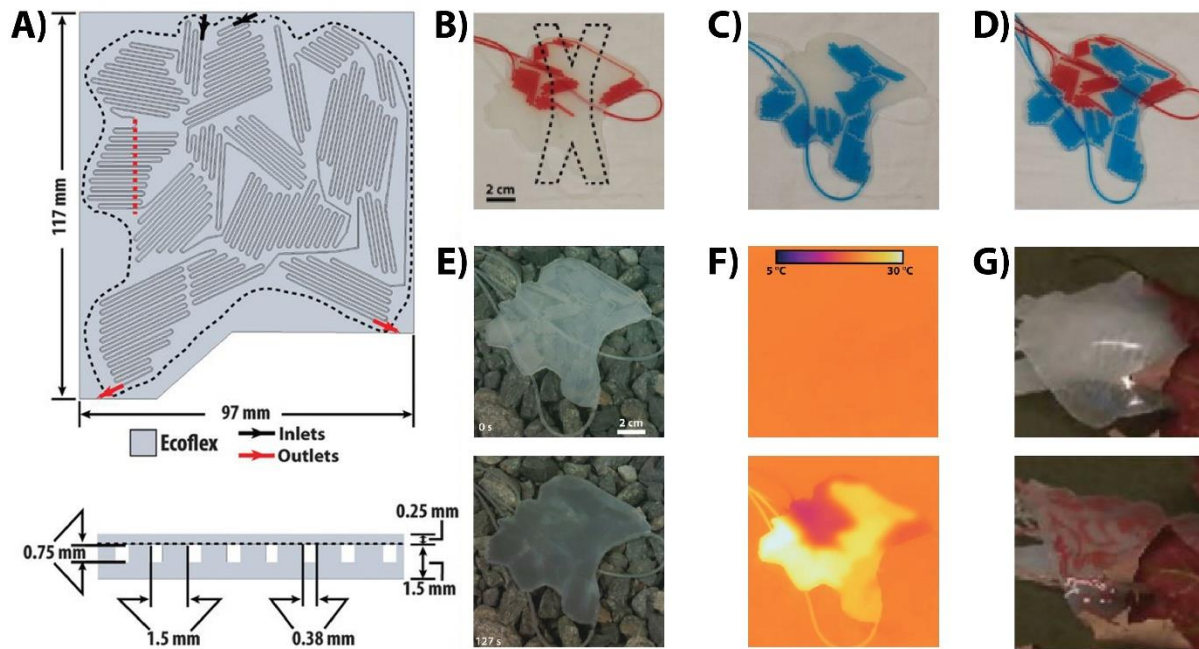 A)
B)
C)
D)
117 mm
2 cm
97 mm
Ecoflex
Inlets
Outlets
E)
F)
G)
5 °C
30 °C
0 s
2 cm
0.25 mm
0.75 mm
1.5 mm
1.5 mm
0.38 mm
127 s